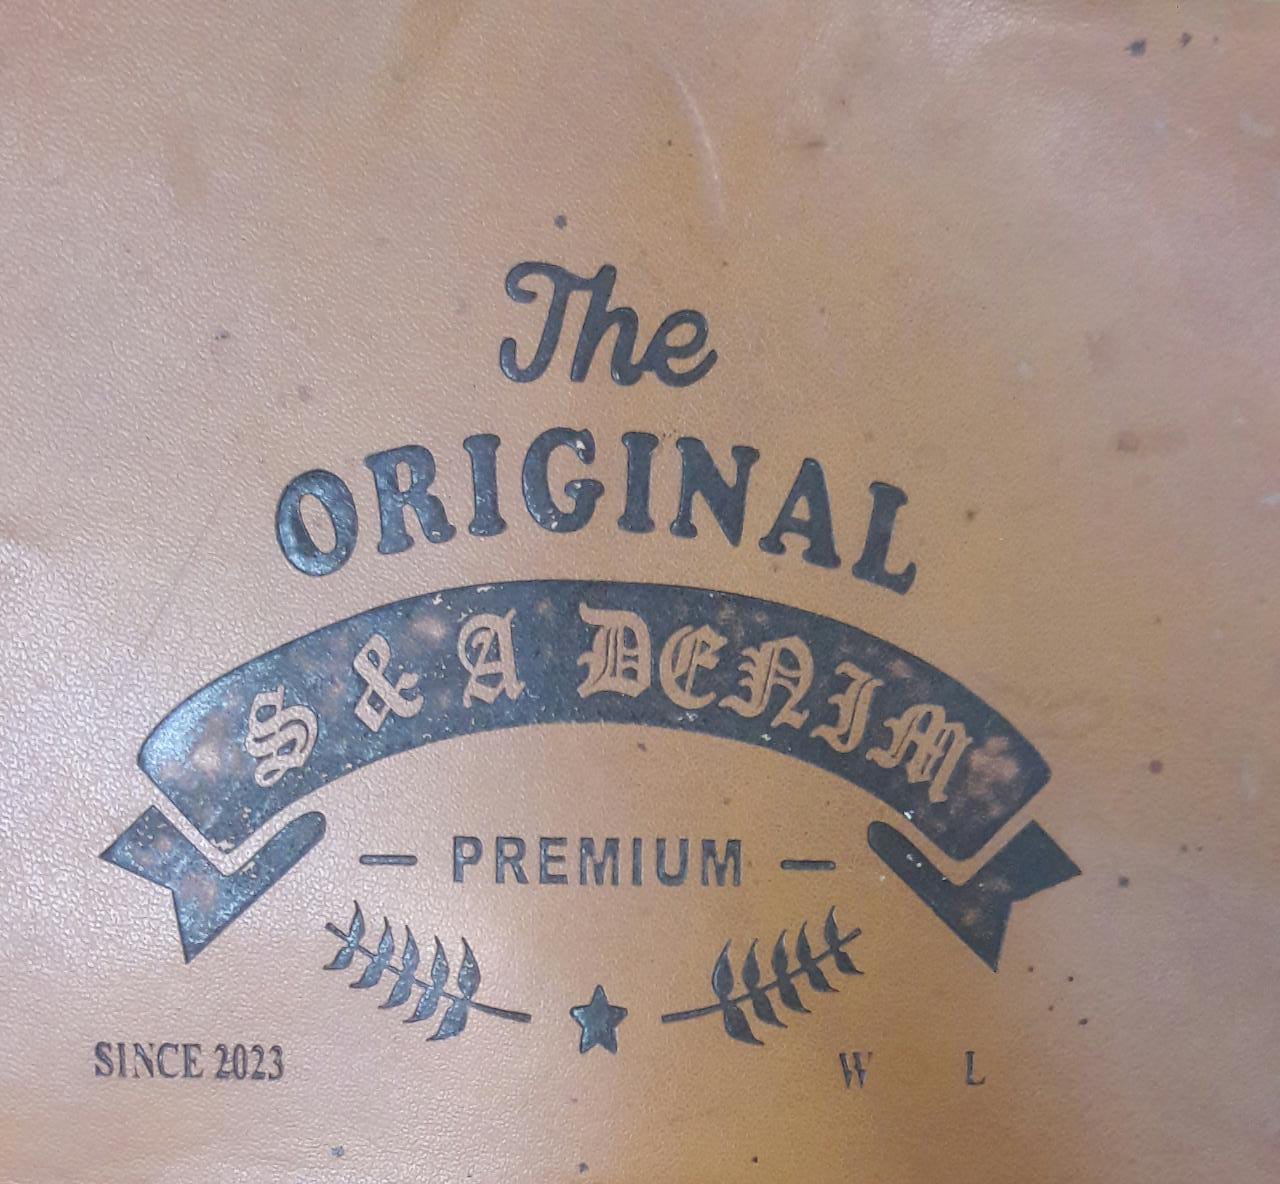 The
ORIGINAL
S & A DENIM
— PREMIUM —
SINCE 2023 W L